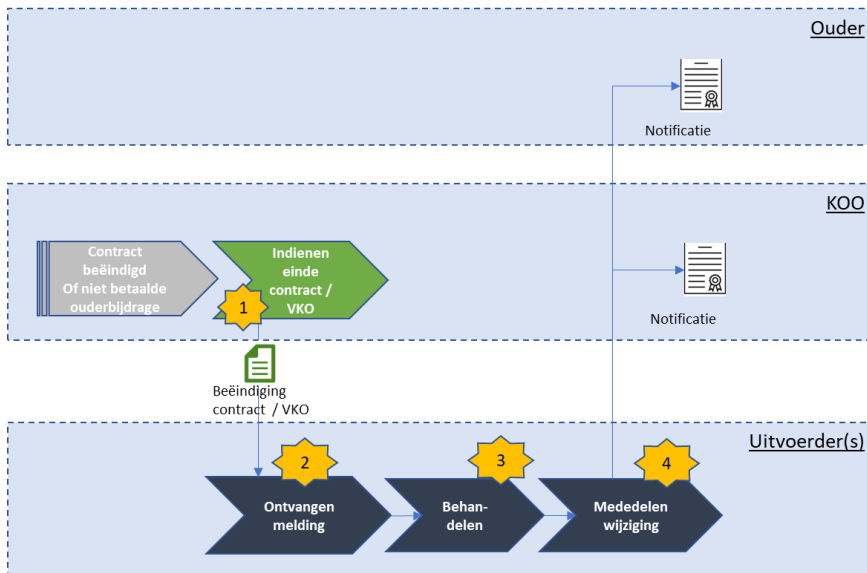 Ouder
Notificatie
KOO
Contract
beëindigd
Of niet betaalde
ouderbijdrage
Indienen
einde
contract /
VKO
1
Notificatie
Beëindiging
contract / VKO
Uitvoerder(s)
2
Ontvangen
melding
3
Behan-
delen
4
Mededelen
wijziging